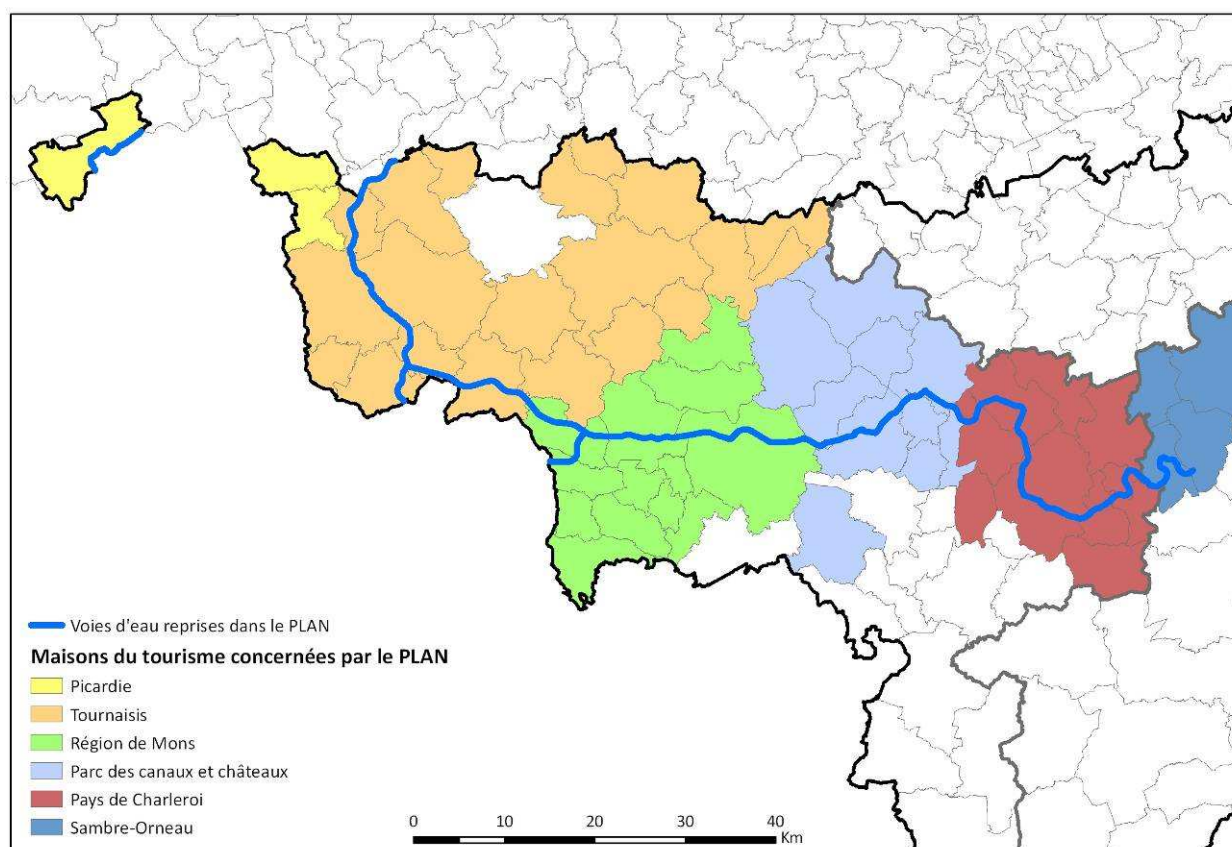 Voies d'eau reprises dans le PLAN
Maisons du tourisme concernées par le PLAN
Picardie
Tournaisis
Région de Mons
Parc des canaux et châteaux
Pays de Charleroi
Sambre-Orneau
0 10 20 30 40
Km